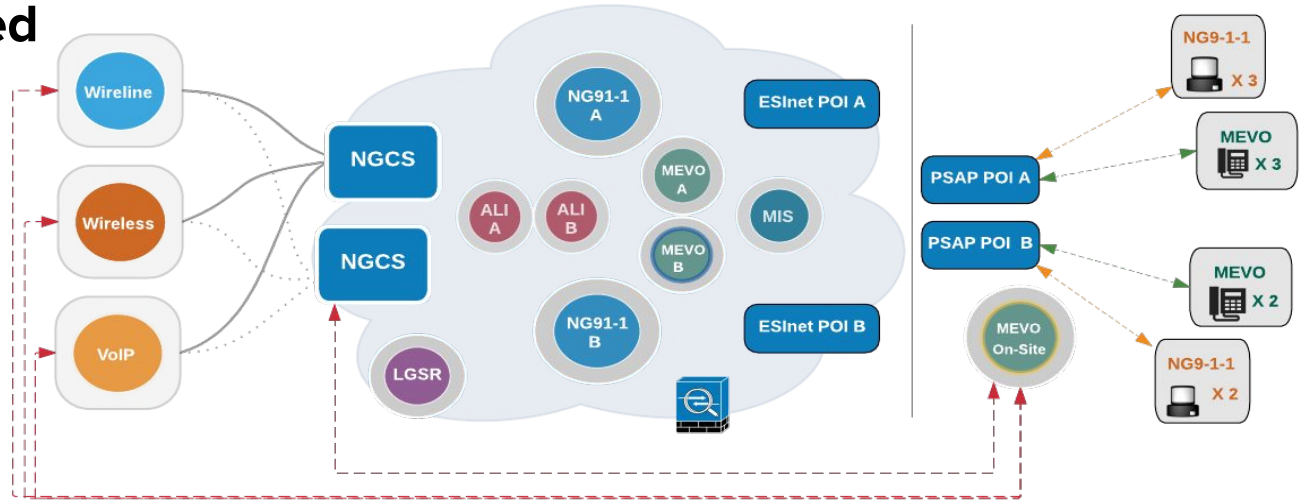 ed
Wireline
Wireless
VoIP
NGCS
NGCS
NG91-1
A
ESInet POI A
MEVO
A
ALI
A
ALI
B
MIS
MEVO
B
NG91-1
B
ESInet POI B
LGSR
PSAP POI A
PSAP POI B
MEVO
On-Site
NG9-1-1
X 3
MEVO
X 3
MEVO
X 2
NG9-1-1
X 2